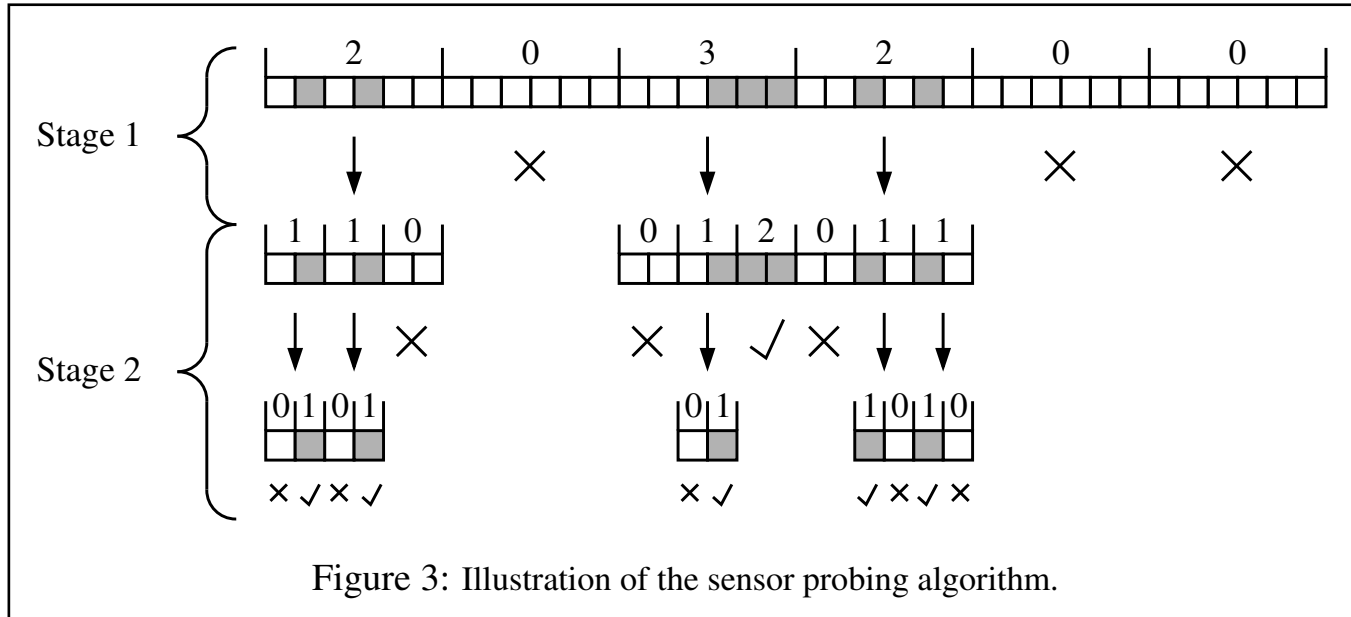 2 0 3 2 0 0
Stage 1
1 1 0 0 1 2 0 1 1
Stage 2
0 1 0 1 0 1 1 0 1 0
Figure 3: Illustration of the sensor probing algorithm.